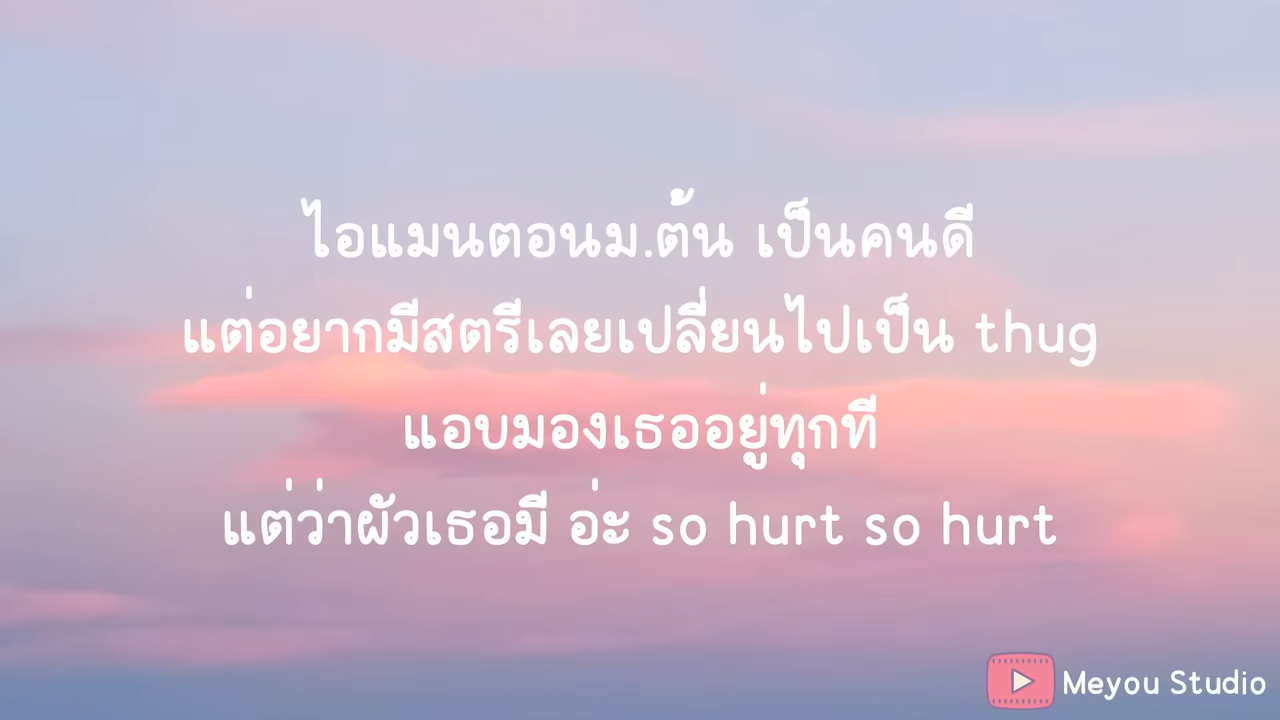 ไอแมนตอนม.ต้น เป็นคนดี
แต่อยากมีสตรีเลยเปลี่ยนไปเป็น thug
แอบมองเธออยู่ทุกที
แต่ว่าผัวเธอมี อ่ะ so hurt so hurt
Meyou Studio